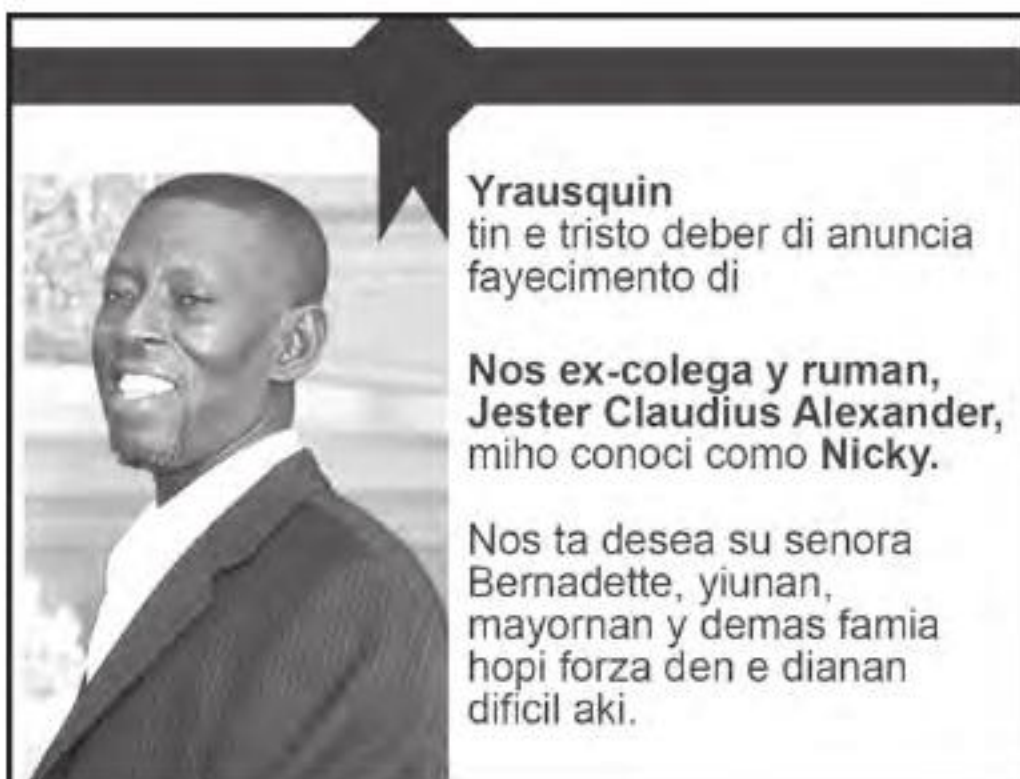 Yrausquin
tin e tristo deber di anuncia
fayecimento di
Nos ex-colega y ruman,
Jester Claudius Alexander,
miho conoci como Nicky.
Nos ta desea su senora
Bernadette, yiunan,
mayornan y demas famia
hopi forza den e dianan
dificil aki.